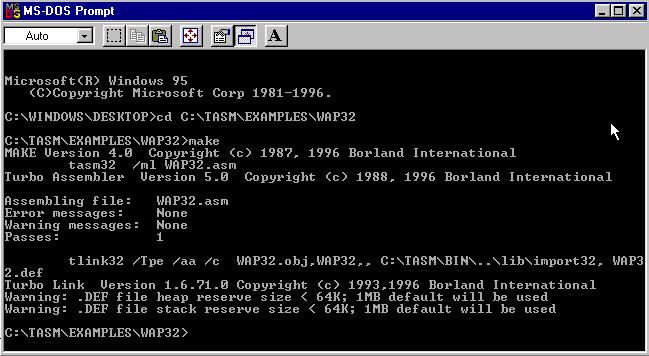 MS-DOS Prompt
Auto
A
Microsoft(R) Windows 95
(C)Copyright Microsoft Corp 1981-1996.
C:\WINDOWS\DESKTOP>cd C:\TASM\EXAMPLES\WAP32
C:\TASM\EXAMPLES\WAP32>make
MAKE Version 4.0  Copyright (c) 1987, 1996 Borland International
tasm32  /ml WAP32.asm
Turbo Assembler  Version 5.0  Copyright (c) 1988, 1996 Borland International
Assembling file:   WAP32.asm
Error messages:    None
Warning messages:  None
Passes:            1
tlink32 /Tpe /aa /c  WAP32.obj,WAP32,, C:\TASM\BIN\..\lib\import32, WAP3
2.def
Turbo Link  Version 1.6.71.0 Copyright (c) 1993,1996 Borland International
Warning: .DEF file heap reserve size < 64K; 1MB default will be used
Warning: .DEF file stack reserve size < 64K; 1MB default will be used
C:\TASM\EXAMPLES\WAP32>